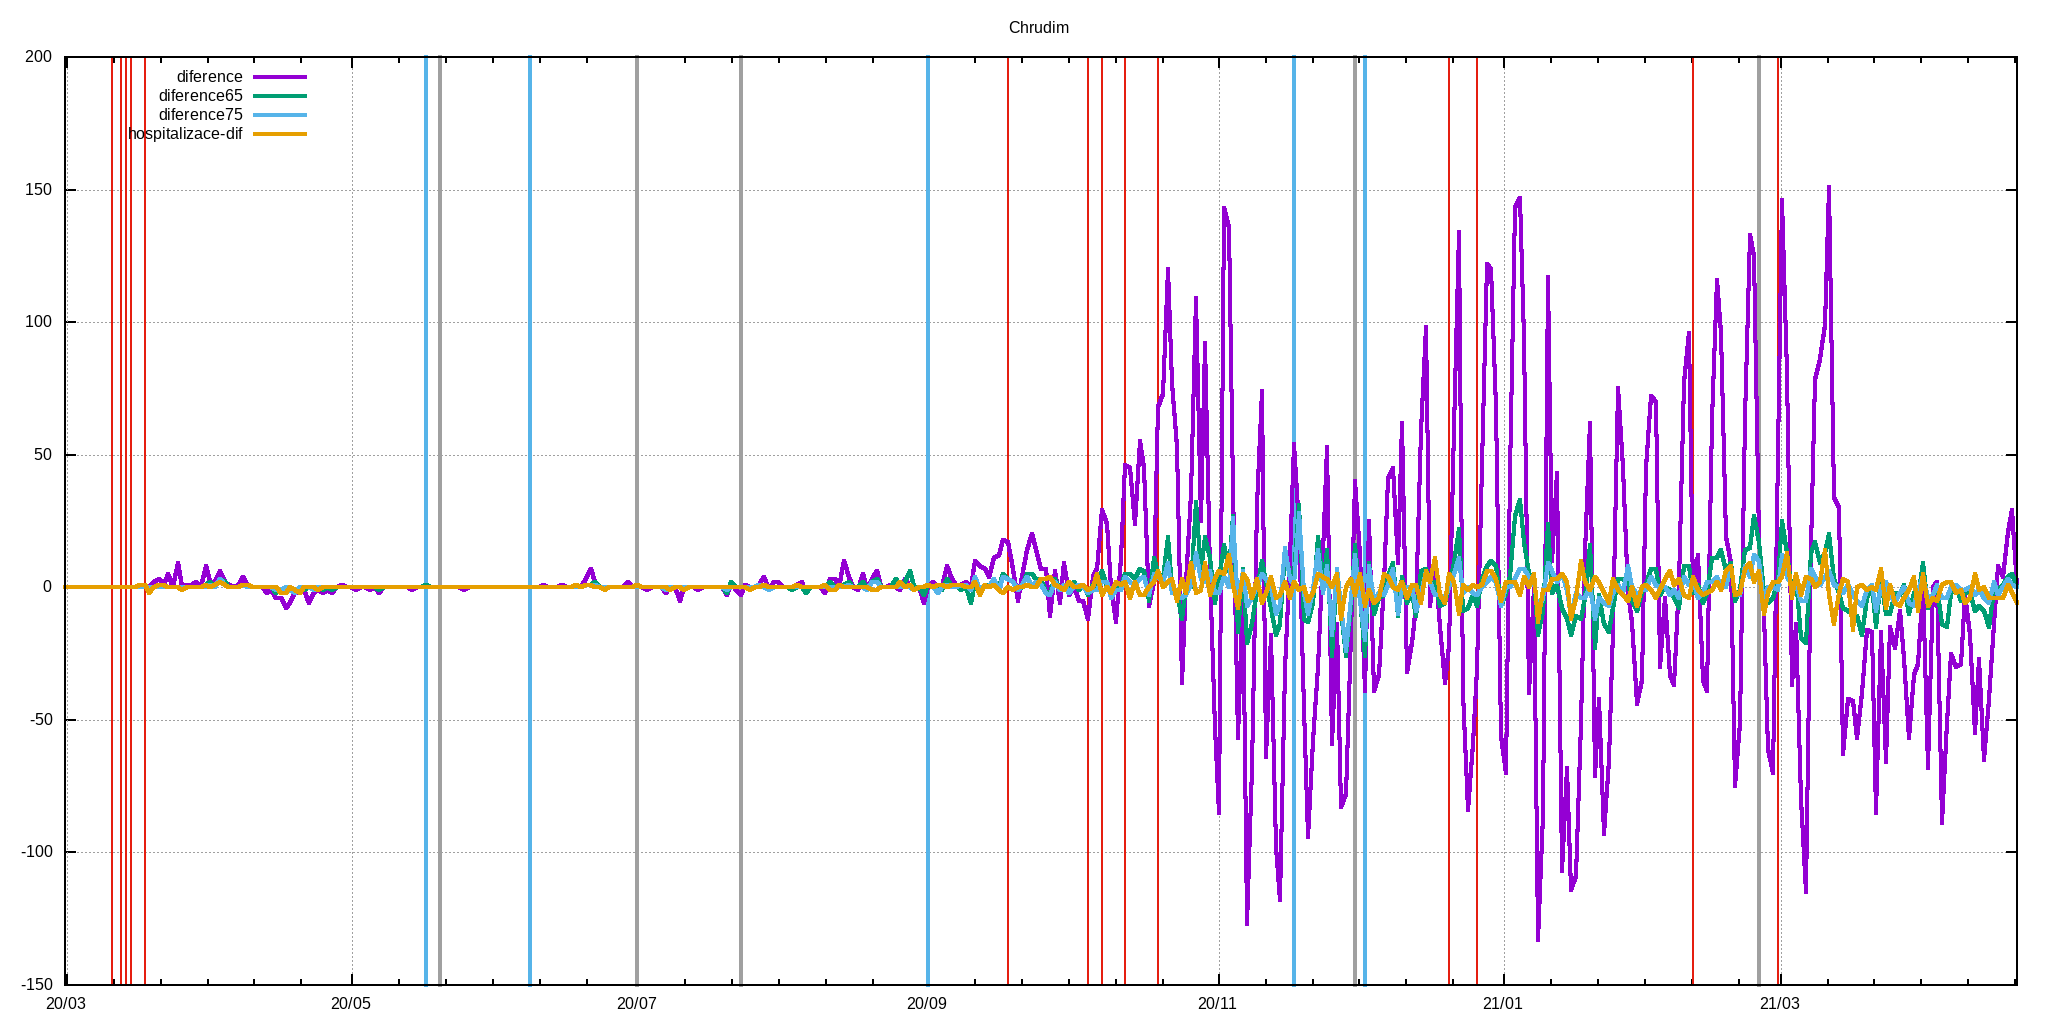 Chrudim
200
150
100
50
0
-50
-100
-150
diference
diference65
diference75
hospitalizace-dif
20/03 20/05 20/07 20/09 20/11 21/01 21/03